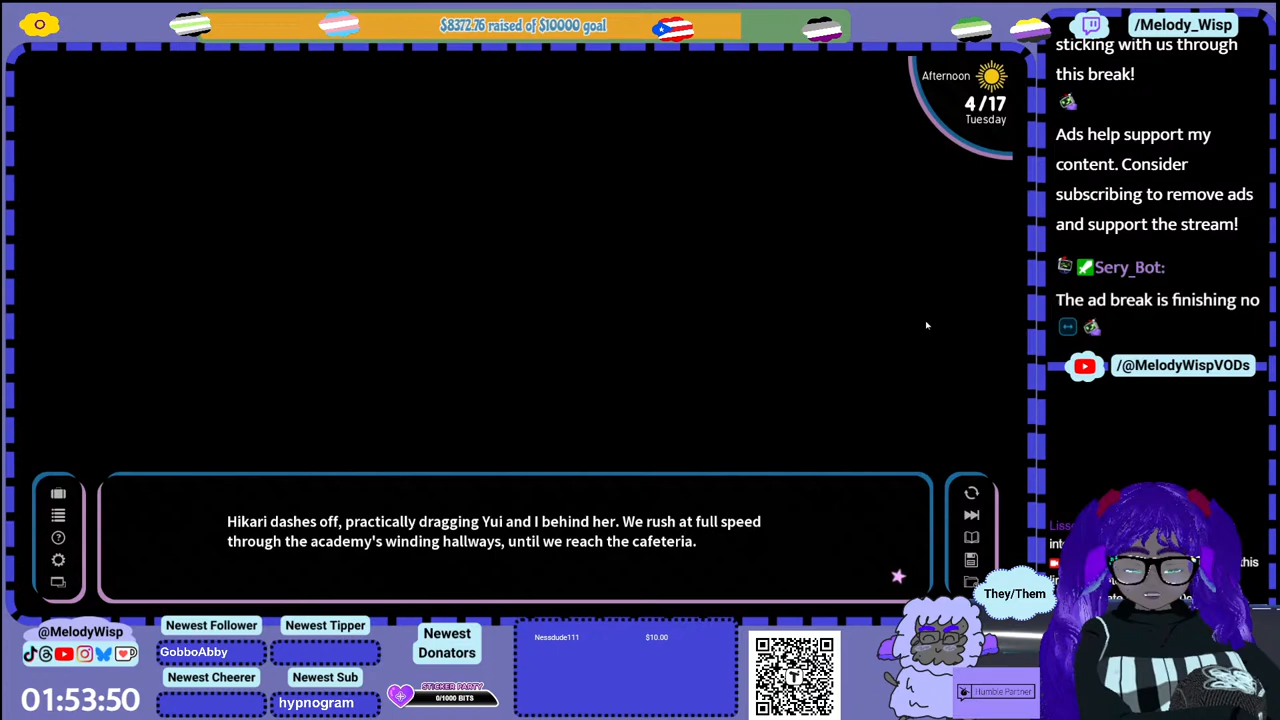 $8372.76 raised of $10000 goal
/Melody_Wisp
Afternoon
4/17
Tuesday
sticking with us through
this break!
Ads help support my
content. Consider
subscribing to remove ads
and support the stream!
Sery_Bot:
The ad break is finishing no
/@MelodyWispVODs
Hikari dashes off, practically dragging Yui and I behind her. We rush at full speed
through the academy's winding hallways, until we reach the cafeteria.
They/Them
@MelodyWisp
Newest Follower
GobboAbby
Newest Tipper
Newest Cheerer
Newest Sub
hypnogram
Newest
Donators
STICKER PARTY
0/1000 BITS
Nessdude111 $10.00
Humble Partner
01:53:50